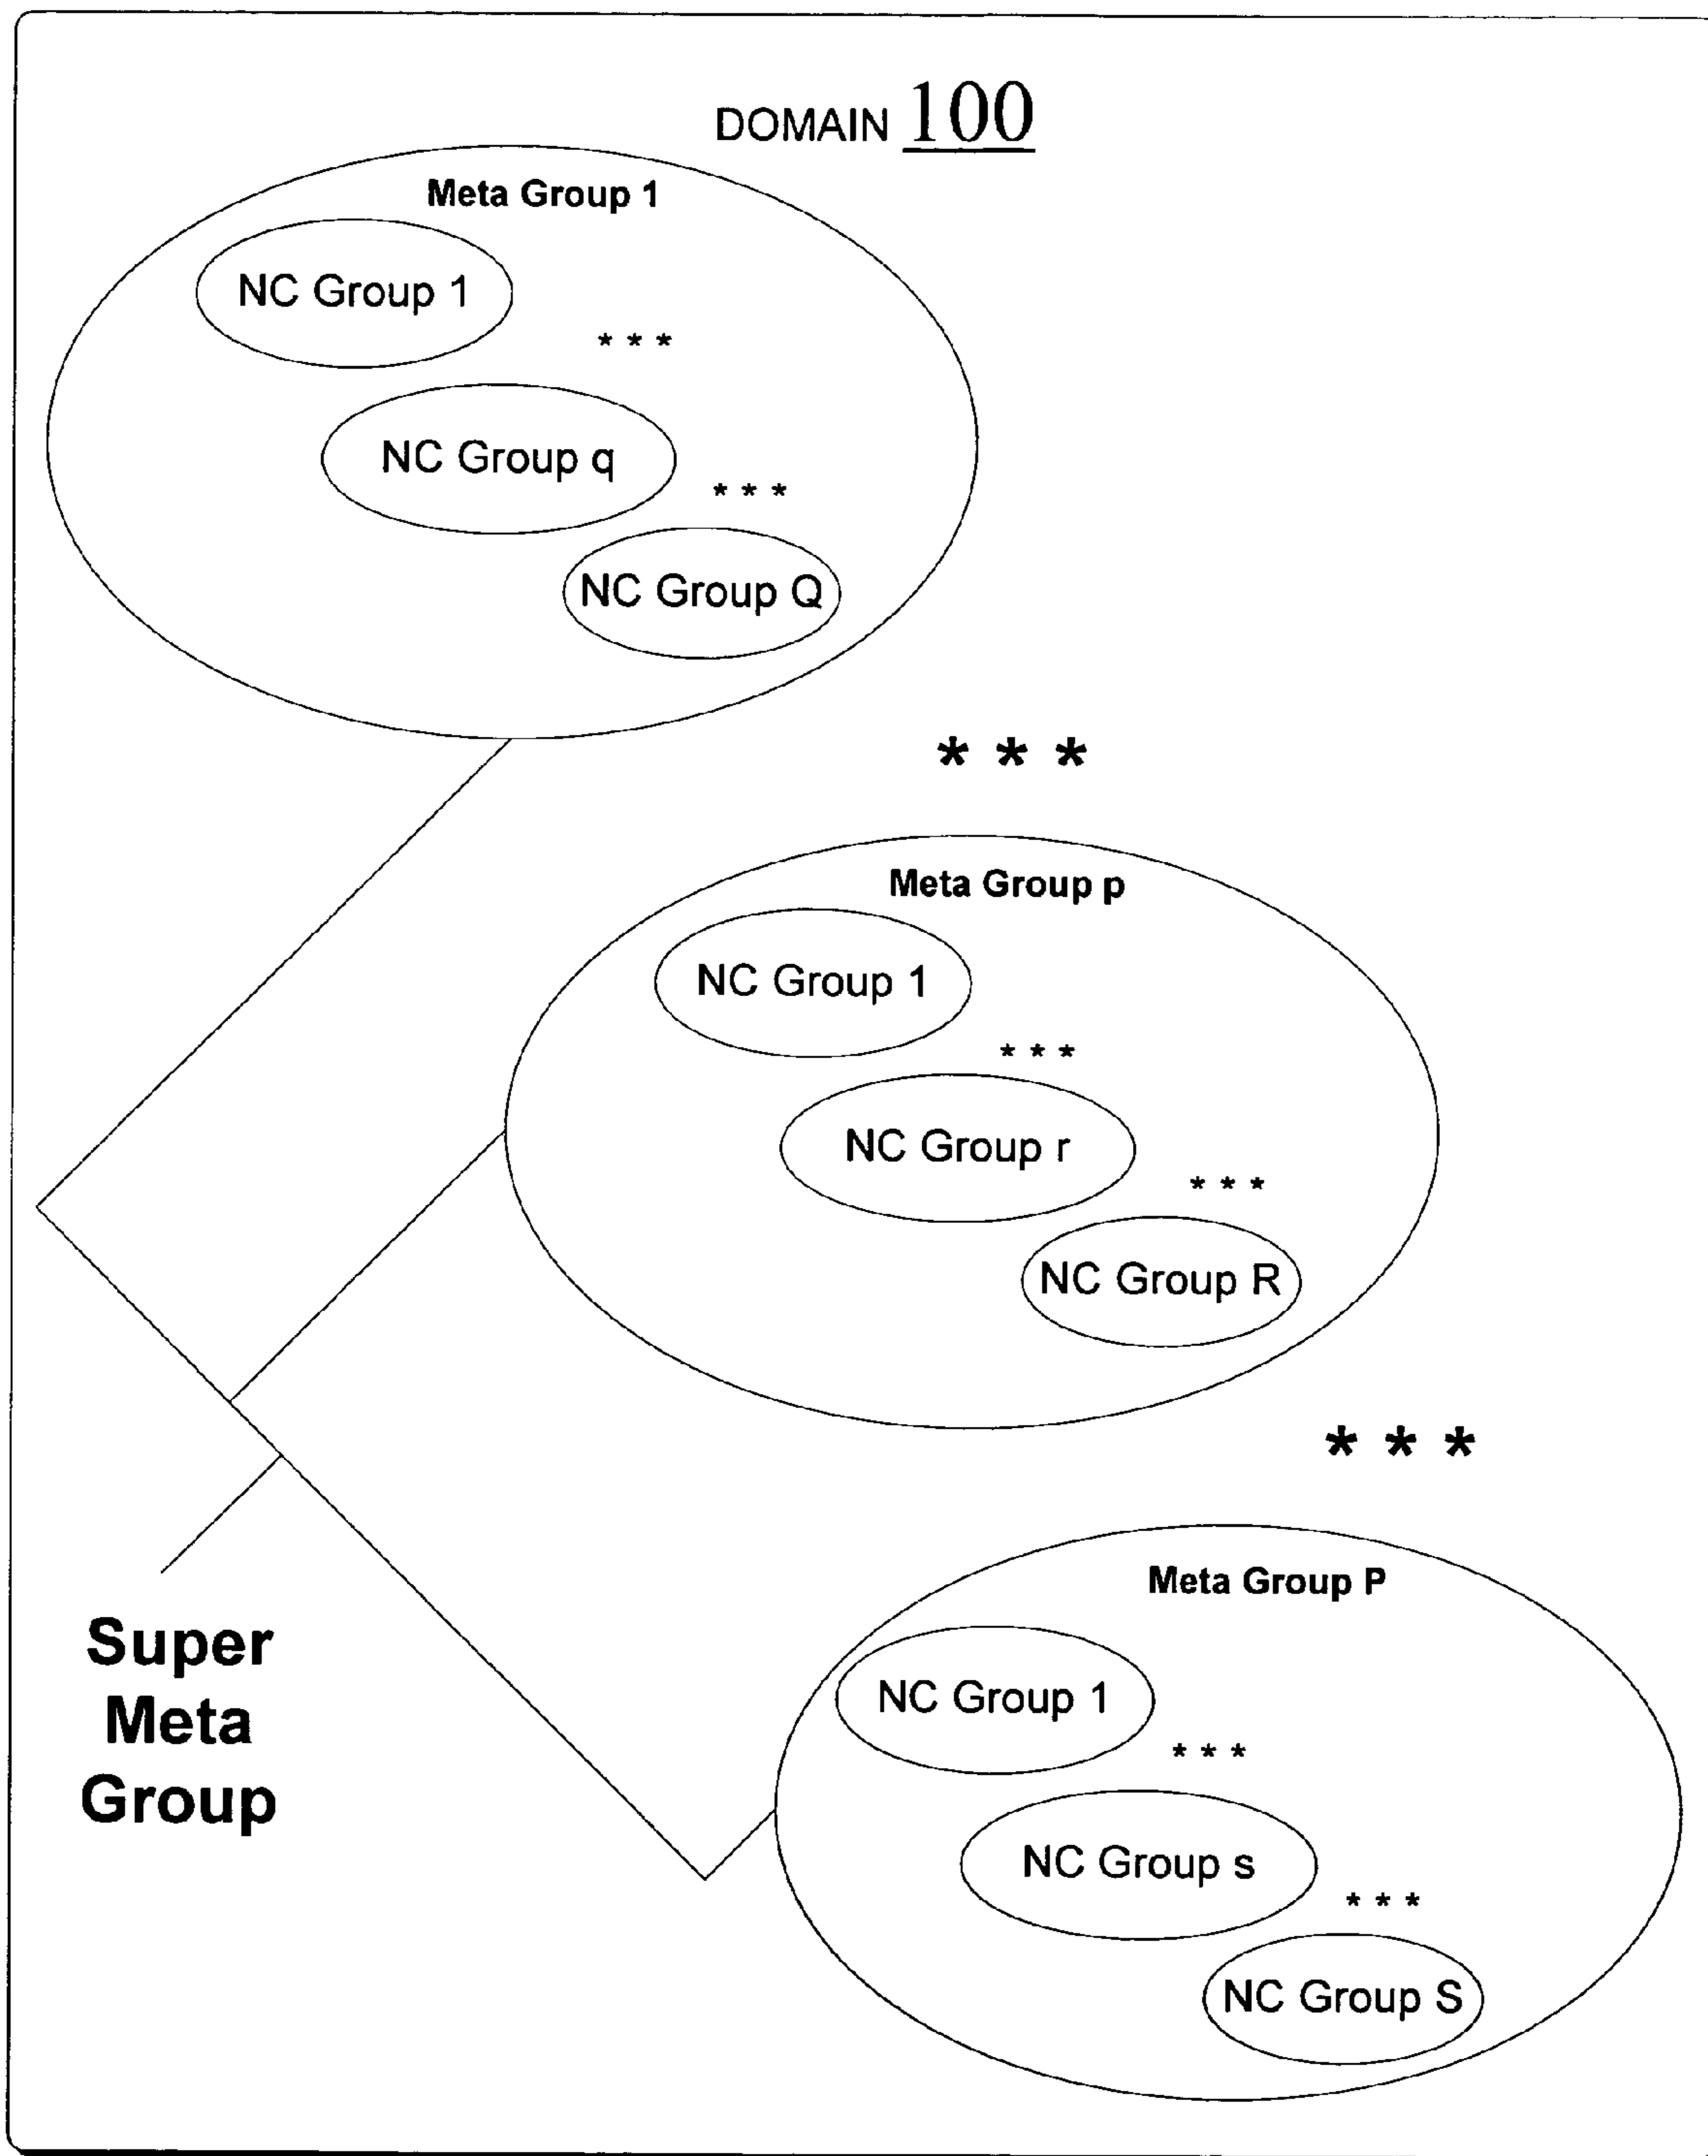 DOMAIN 100
Meta Group 1
NC Group 1
* * *
NC Group q
* * *
NC Group Q
* * *
Meta Group p
NC Group 1
* * *
NC Group r
* * *
NC Group R
* * *
Meta Group P
NC Group 1
* * *
NC Group s
* * *
NC Group S
Super
Meta
Group